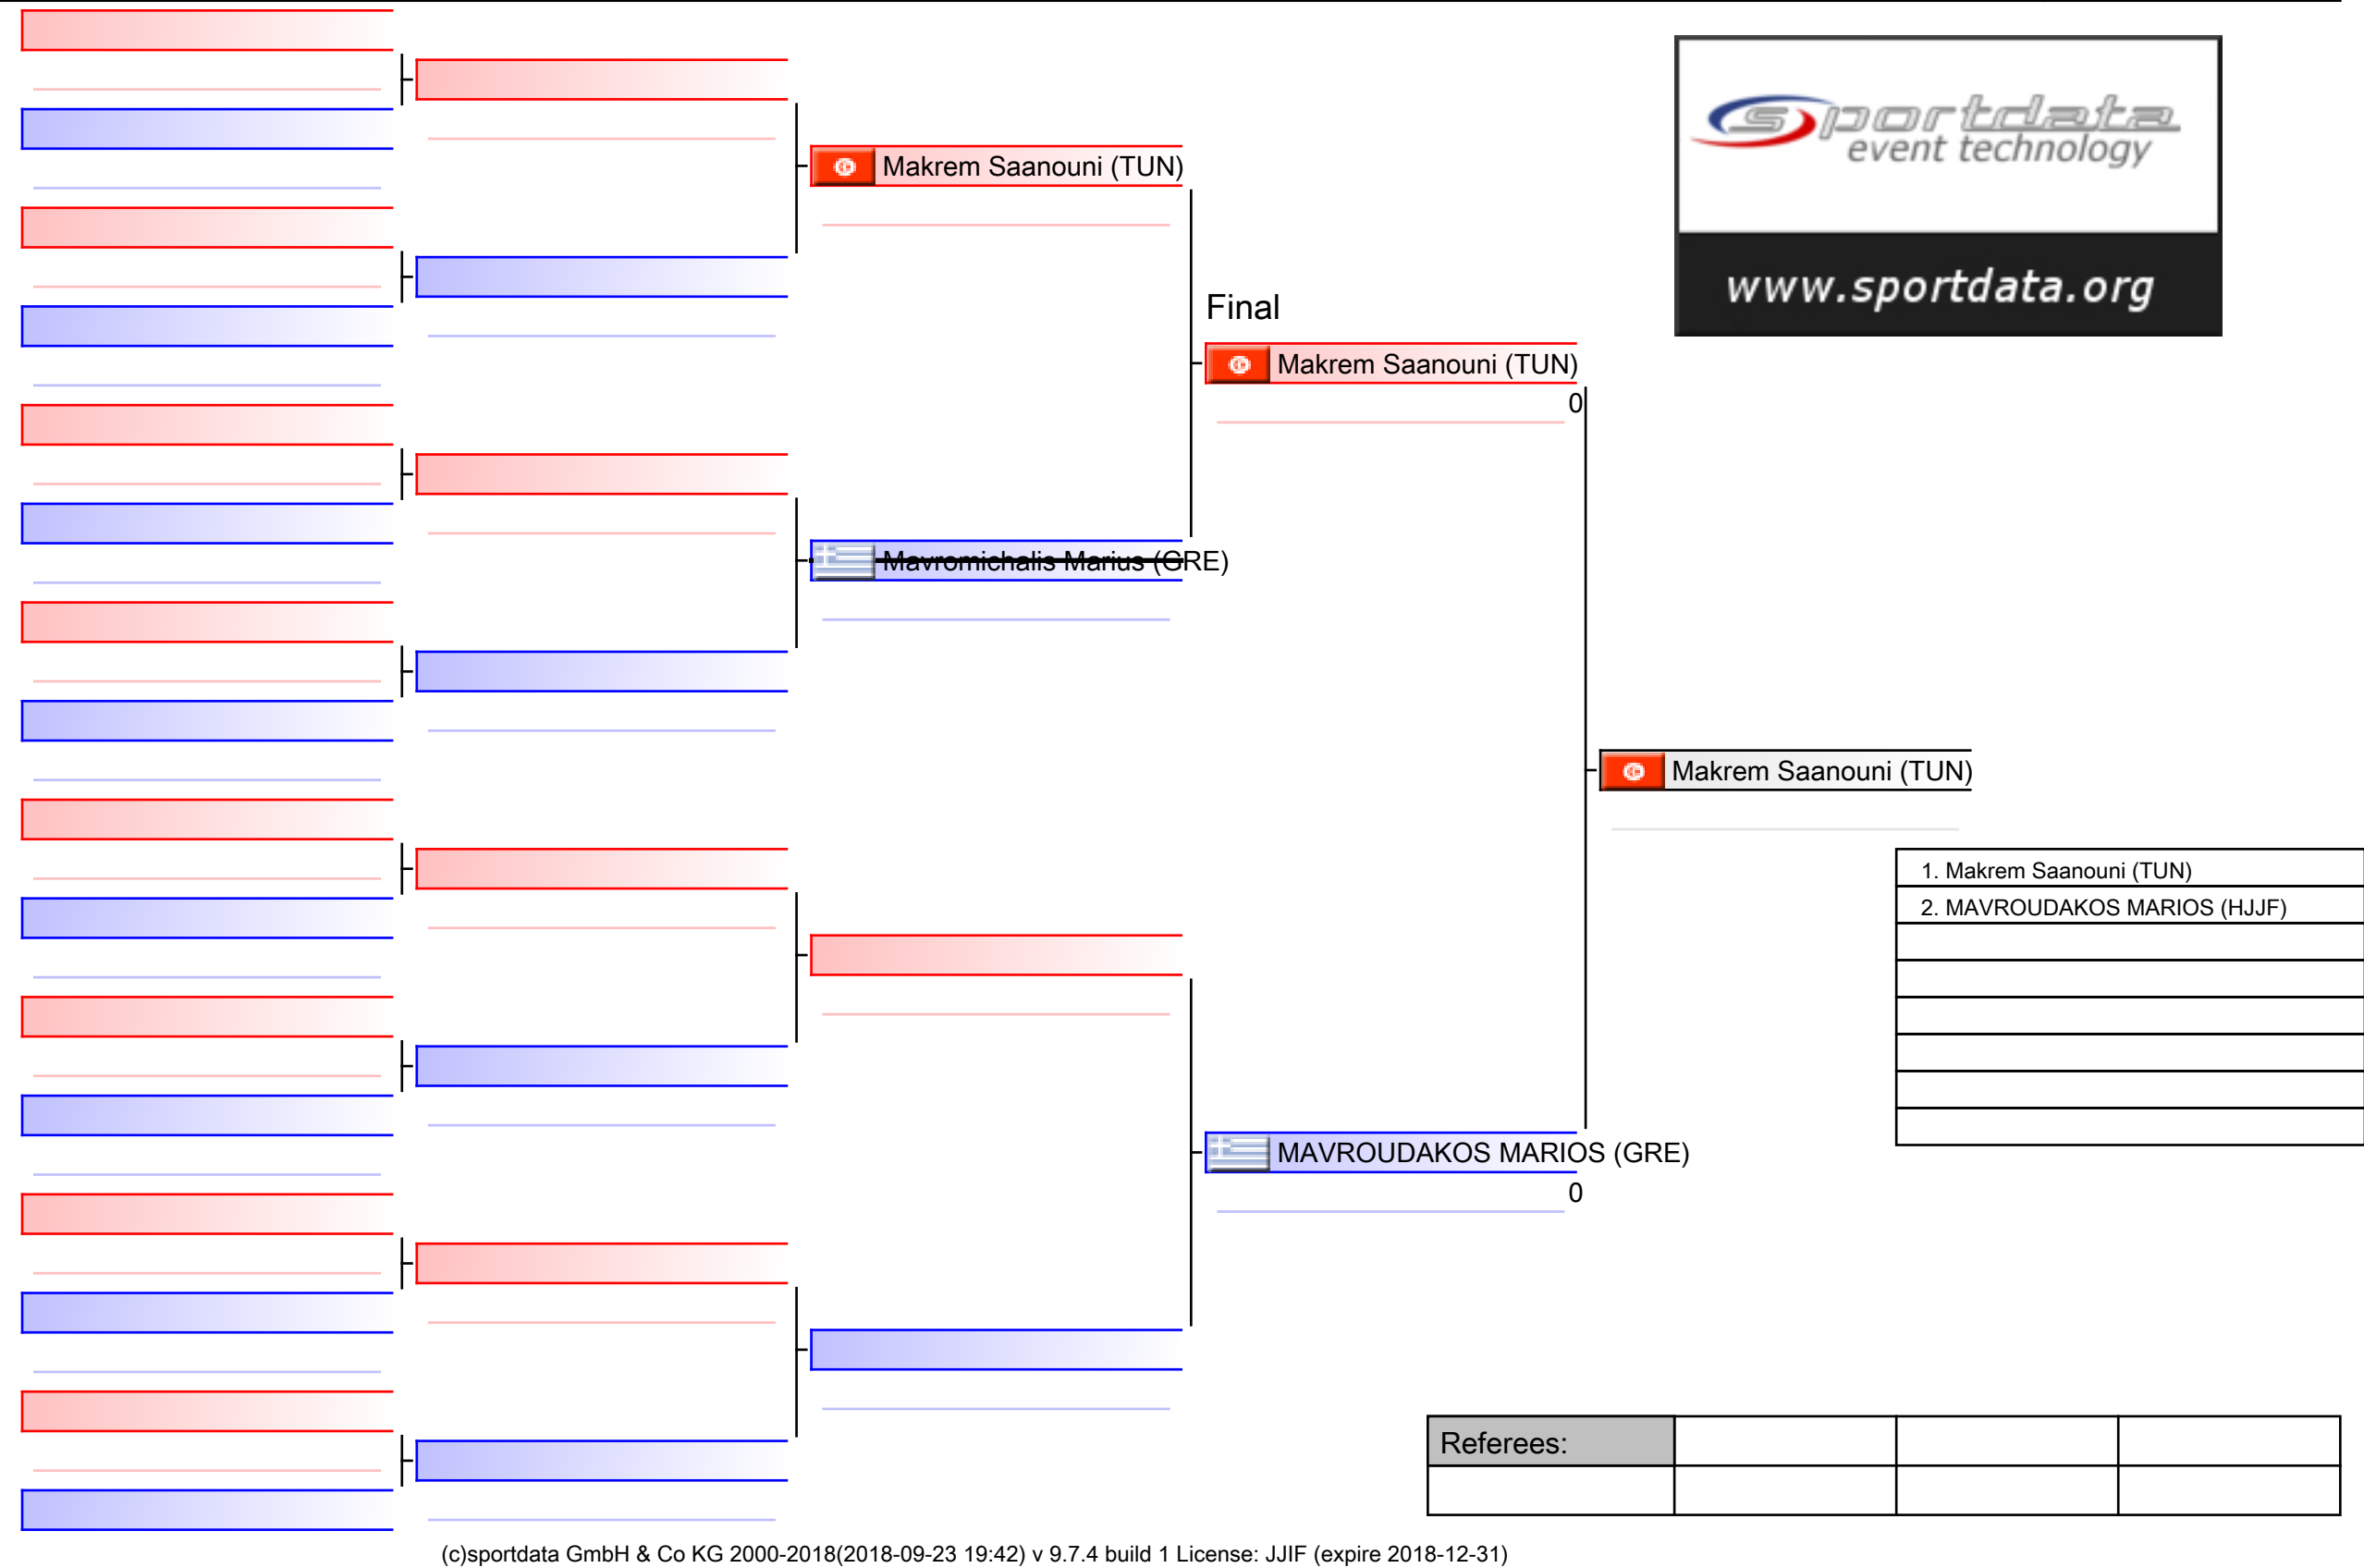 sportdata
event technology
www.sportdata.org
Makrem Saanouni (TUN)
Final
Makrem Saanouni (TUN)
0
Mavromichalis Marius (GRE)
Makrem Saanouni (TUN)
1. Makrem Saanouni (TUN)
2. MAVROUDAKOS MARIOS (HJJF)
MAVROUDAKOS MARIOS (GRE)
0
Referees:
(c)sportdata GmbH & Co KG 2000-2018(2018-09-23 19:42) v 9.7.4 build 1 License: JJIF (expire 2018-12-31)